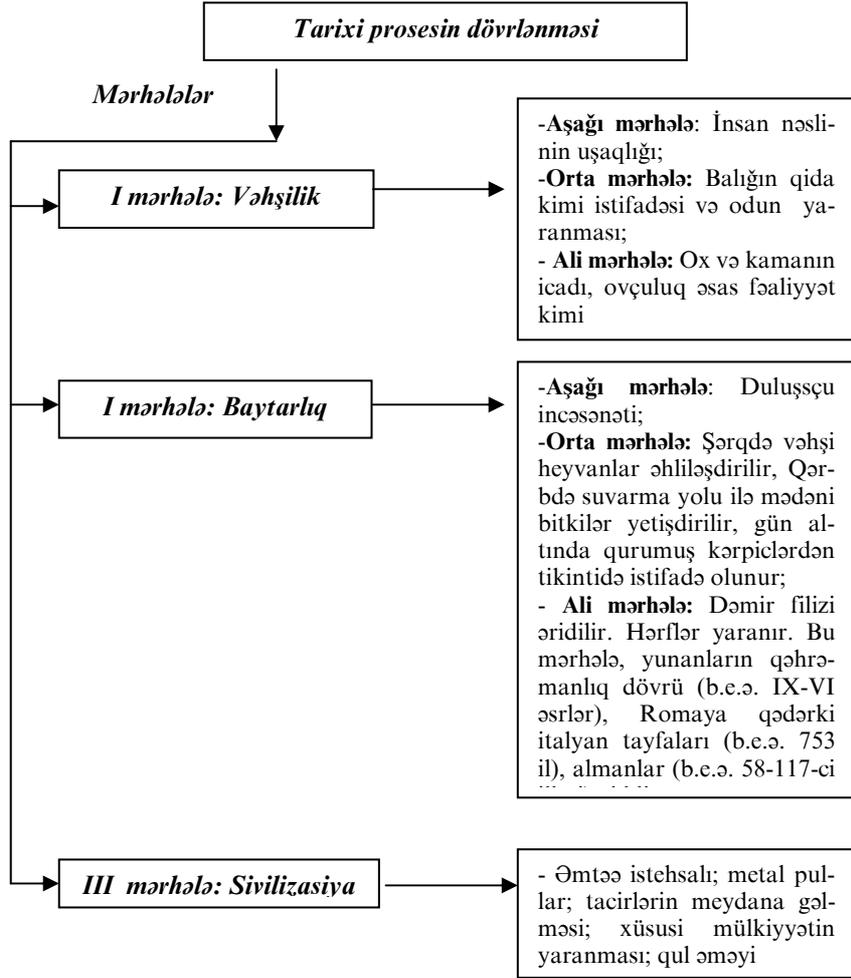 Tarixi prosesin dövrlənməsi
Mərhələlər
I mərhələ: Vəhşilik
-Aşağı mərhələ: İnsan nəsli-
nin uşaqlığı;
-Orta mərhələ: Balığın qida
kimi istifadəsi və odun ya-
ranması;
- Ali mərhələ: Ox və kamanın
icadı, ovçuluq əsas fəaliyyət
kimi
I mərhələ: Baytarlıq
-Aşağı mərhələ: Duluşsçu
incəsənəti;
-Orta mərhələ: Şərqdə vəhşi
heyvanlar əhliləşdirilir, Qər-
bdə suvarma yolu ilə mədəni
bitkilər yetişdirilir, gün al-
tında qurumuş kərpiclərdən
tikintidə istifadə olunur;
- Ali mərhələ: Dəmir filizi
əridilir. Hərflər yaranır. Bu
mərhələ, yunanların qəhrə-
manlıq dövrü (b.e.ə. IX-VI
əsrlər), Romaya qədərki
italyan tayfaları (b.e.ə. 753
il), almanlar (b.e.ə. 58-117-ci
III mərhələ: Sivilizasiya
- Əmtəə istehsalı; metal pul-
lar; tacirlərin meydana gəl-
məsi; xüsusi mülkiyyətin
yaranması; qul əməyi